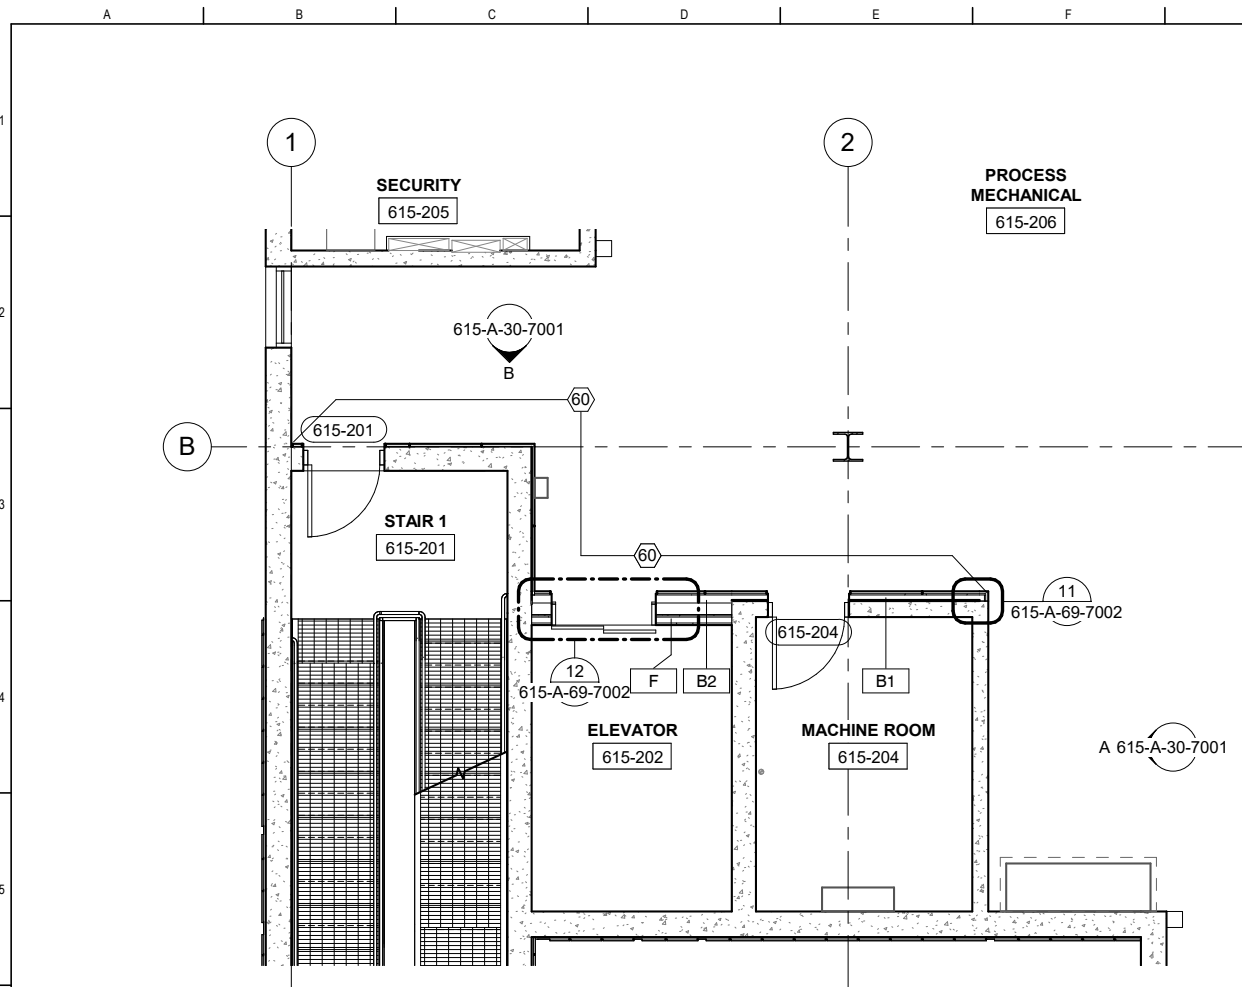 A B C D E F
1
1 2
SECURITY
615-205
PROCESS
MECHANICAL
615-206
2
615-A-30-7001
B
60
615-201
B
3
STAIR 1
615-201
60
11
615-A-69-7002
615-204
12
615-A-69-7002
F B2 B1
4
ELEVATOR
615-202
MACHINE ROOM
615-204
A 615-A-30-7001
5